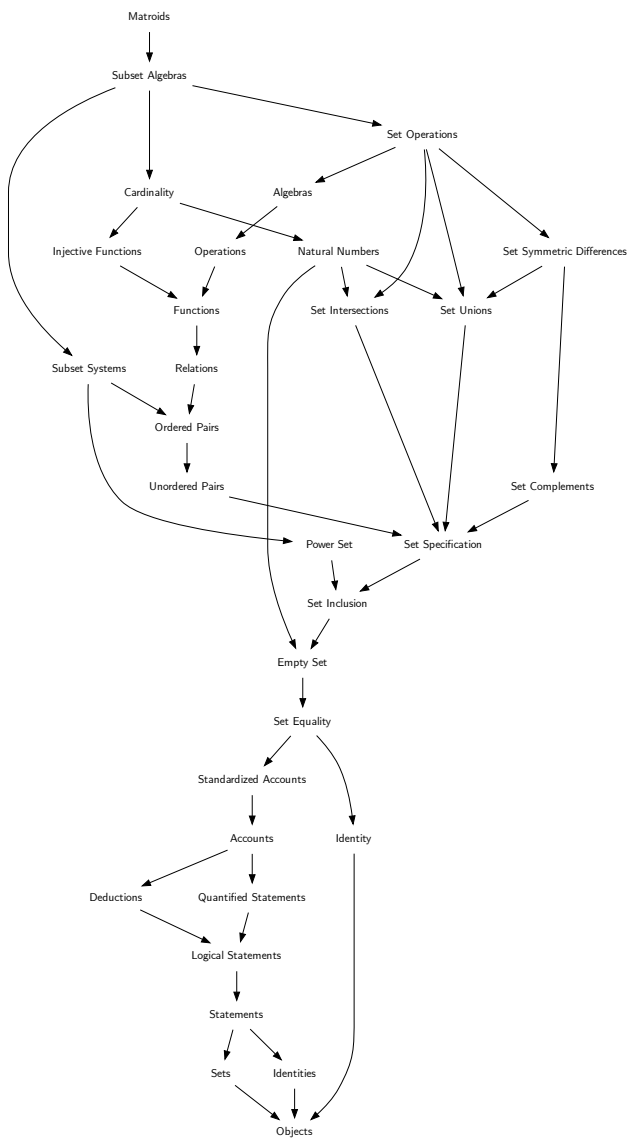 Matroids
Subset Algebras
Set Operations
Cardinality
Algebras
Injective Functions
Operations
Natural Numbers
Set Symmetric Differences
Functions
Set Intersections
Set Unions
Subset Systems
Relations
Ordered Pairs
Unordered Pairs
Set Complements
Power Set
Set Specification
Set Inclusion
Empty Set
Set Equality
Standardized Accounts
Accounts
Identity
Deductions
Quantified Statements
Logical Statements
Statements
Sets
Identities
Objects